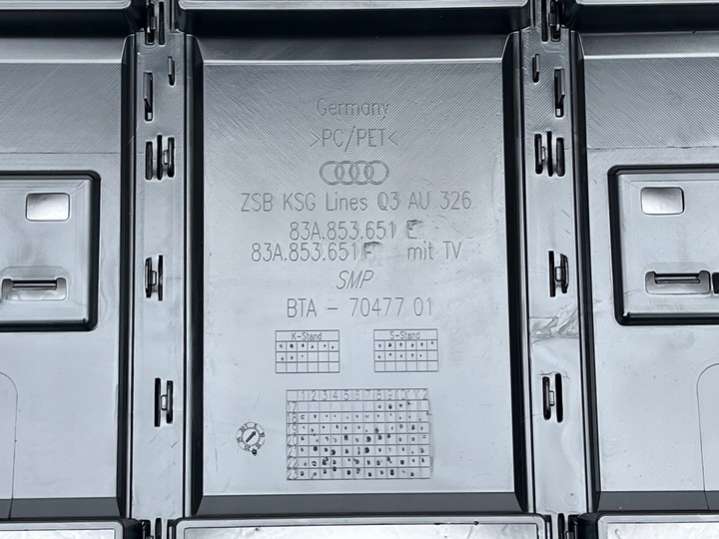 Germany
>PC/PET<
ZSB KSG Lines Q3 AU 326
83A.853.651 E
83A.853.651 F mit TV
SMP
BTA - 70477 01
K-Stand S-Stand